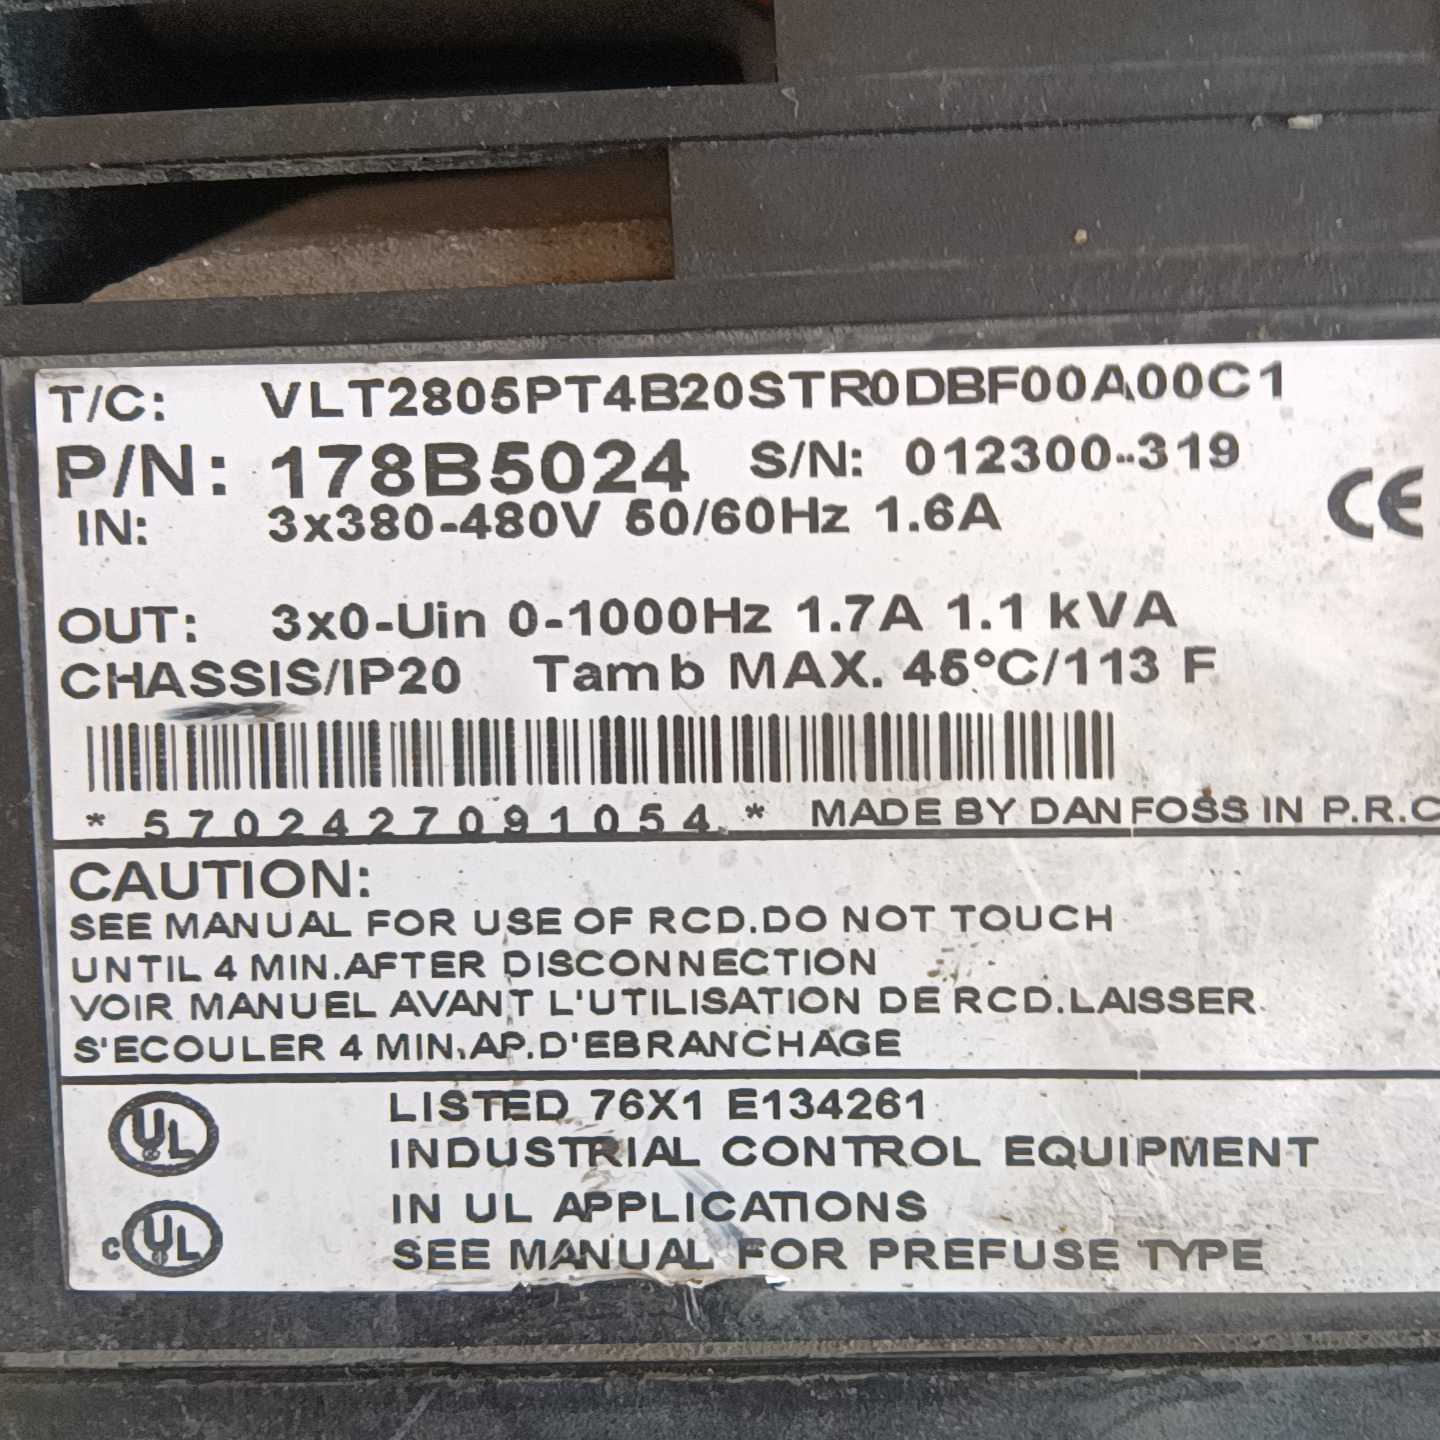 T/C: VLT2805PT4B20STR0DBF00A00C1
P/N: 178B5024 S/N: 012300-319
IN: 3x380-480V 50/60Hz 1.6A
CE
OUT: 3x0-Uin 0-1000Hz 1.7A 1.1 kVA
CHASSIS/IP20 Tamb MAX. 45°C/113 F
* 5702427091054 * MADE BY DANFOSS IN P.R.C
CAUTION:
SEE MANUAL FOR USE OF RCD.DO NOT TOUCH
UNTIL 4 MIN.AFTER DISCONNECTION
VOIR MANUEL AVANT L'UTILISATION DE RCD.LAISSER
S'ECOULER 4 MIN.AP.D'EBRANCHAGE
UL LISTED 76X1 E134261
INDUSTRIAL CONTROL EQUIPMENT
IN UL APPLICATIONS
c UL SEE MANUAL FOR PREFUSE TYPE